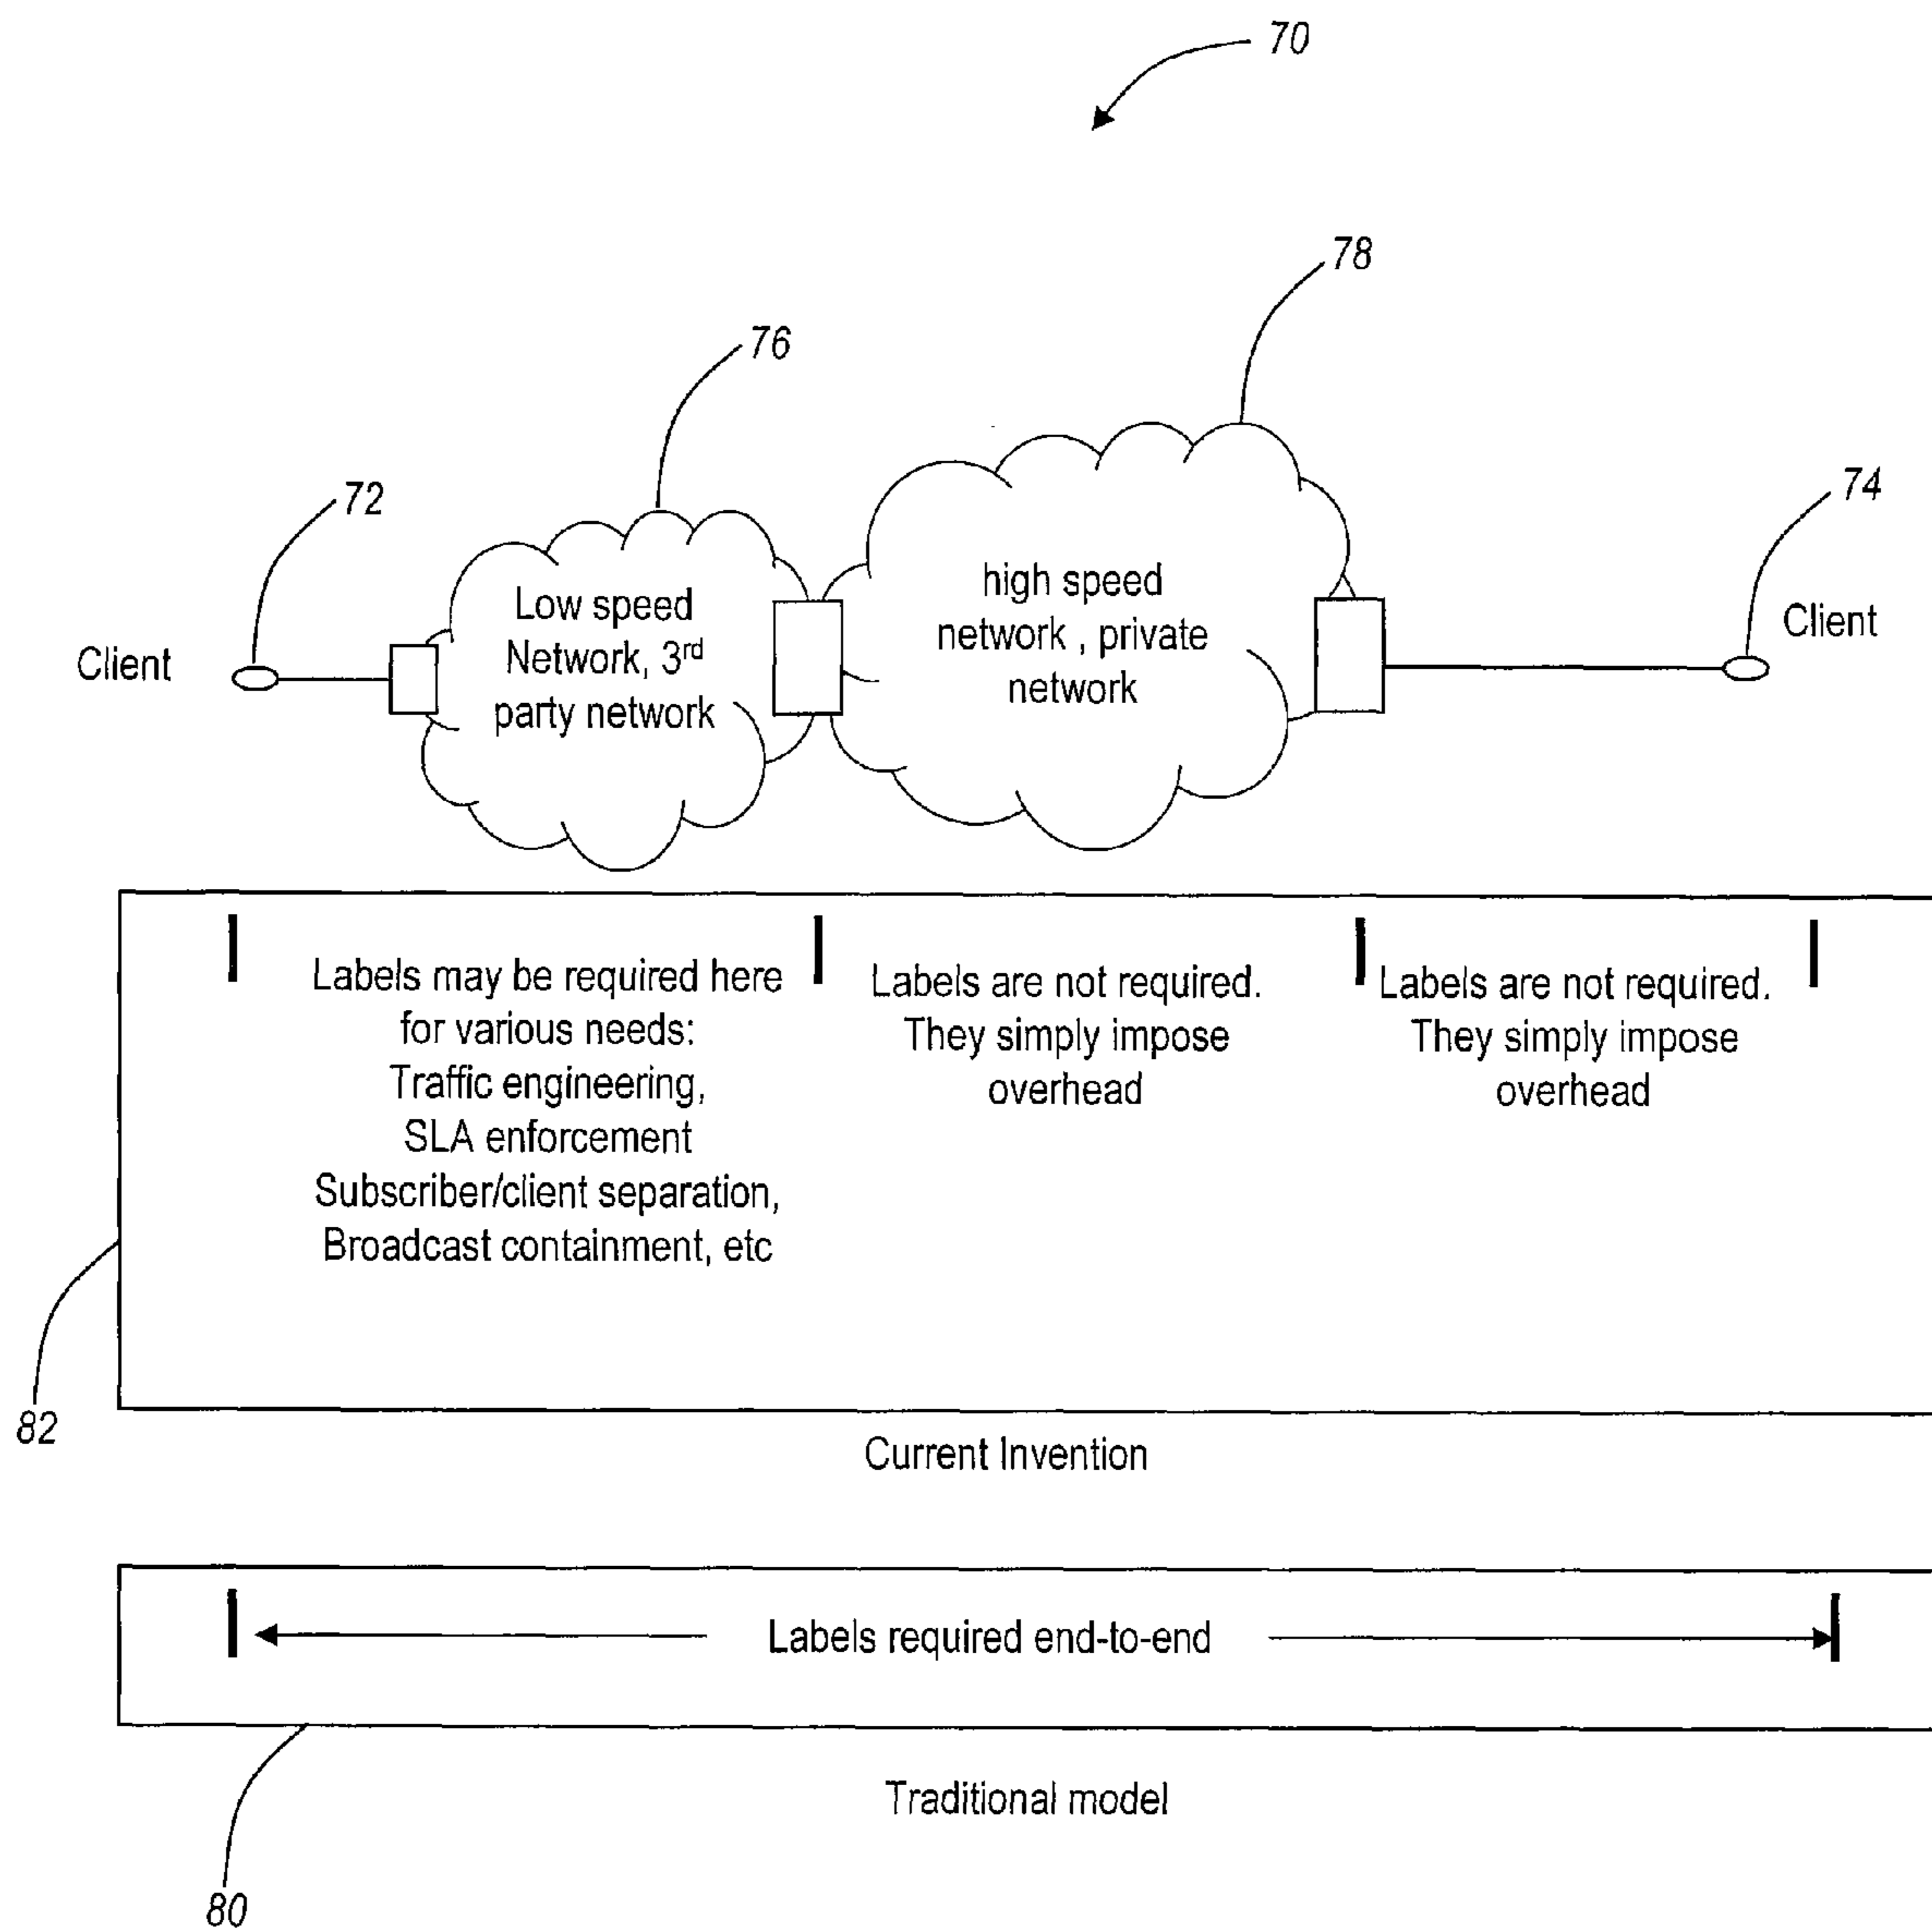 70
78
76
74
72
Client
Low speed
Network, 3rd
party network
high speed
network , private
network
Client
Labels may be required here
for various needs:
Traffic engineering,
SLA enforcement
Subscriber/client separation,
Broadcast containment, etc
Labels are not required.
They simply impose
overhead
Labels are not required.
They simply impose
overhead
82
Current Invention
Labels required end-to-end
Traditional model
80